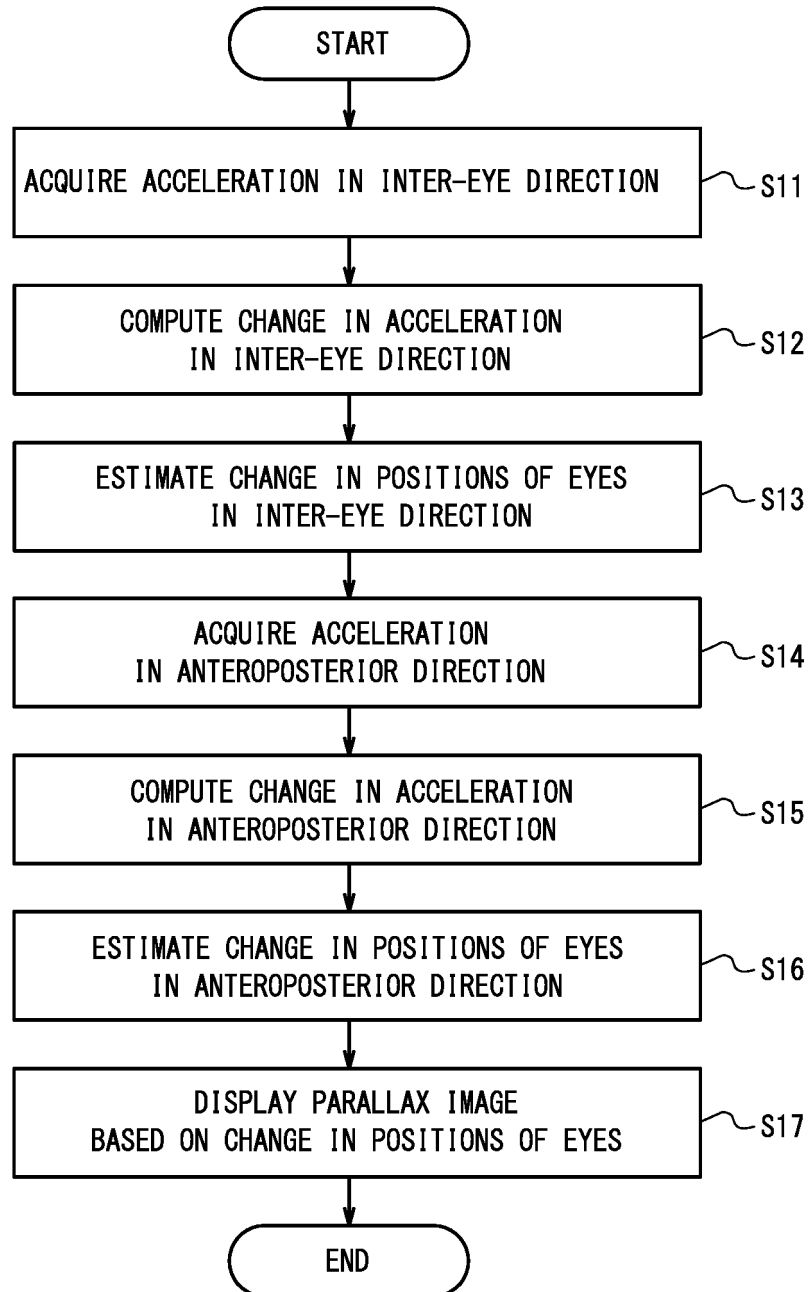 START
ACQUIRE ACCELERATION IN INTER-EYE DIRECTION
S11
COMPUTE CHANGE IN ACCELERATION
IN INTER-EYE DIRECTION
S12
ESTIMATE CHANGE IN POSITIONS OF EYES
IN INTER-EYE DIRECTION
S13
ACQUIRE ACCELERATION
IN ANTEROPOSTERIOR DIRECTION
S14
COMPUTE CHANGE IN ACCELERATION
IN ANTEROPOSTERIOR DIRECTION
S15
ESTIMATE CHANGE IN POSITIONS OF EYES
IN ANTEROPOSTERIOR DIRECTION
S16
DISPLAY PARALLAX IMAGE
BASED ON CHANGE IN POSITIONS OF EYES
S17
END